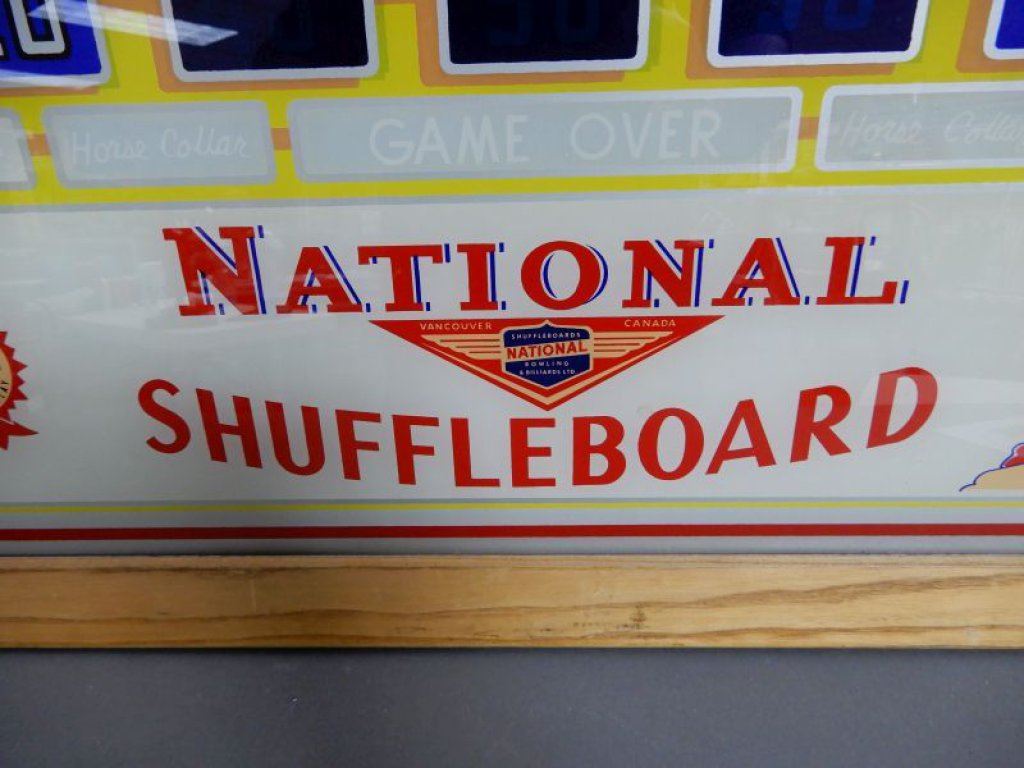 Horse Collar
GAME OVER
Horse Collar
NATIONAL
VANCOUVER CANADA
SHUFFLEBOARDS
NATIONAL
BOWLING
& BILLIARDS LTD.
SHUFFLEBOARD